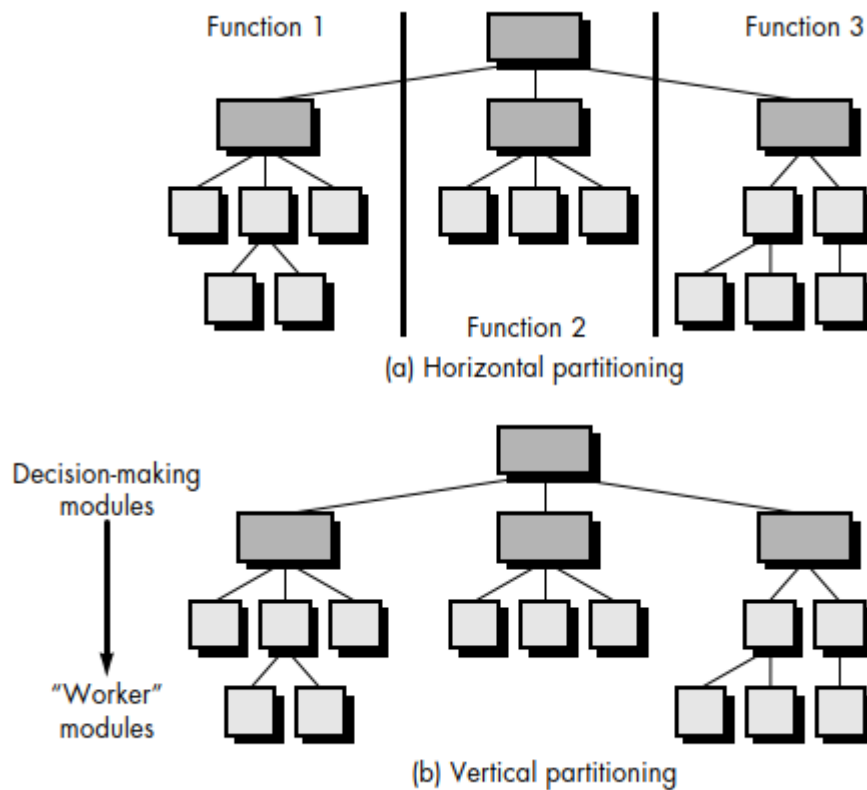 Function 1
Function 3
Function 2
(a) Horizontal partitioning
Decision-making
modules
“Worker”
modules
(b) Vertical partitioning